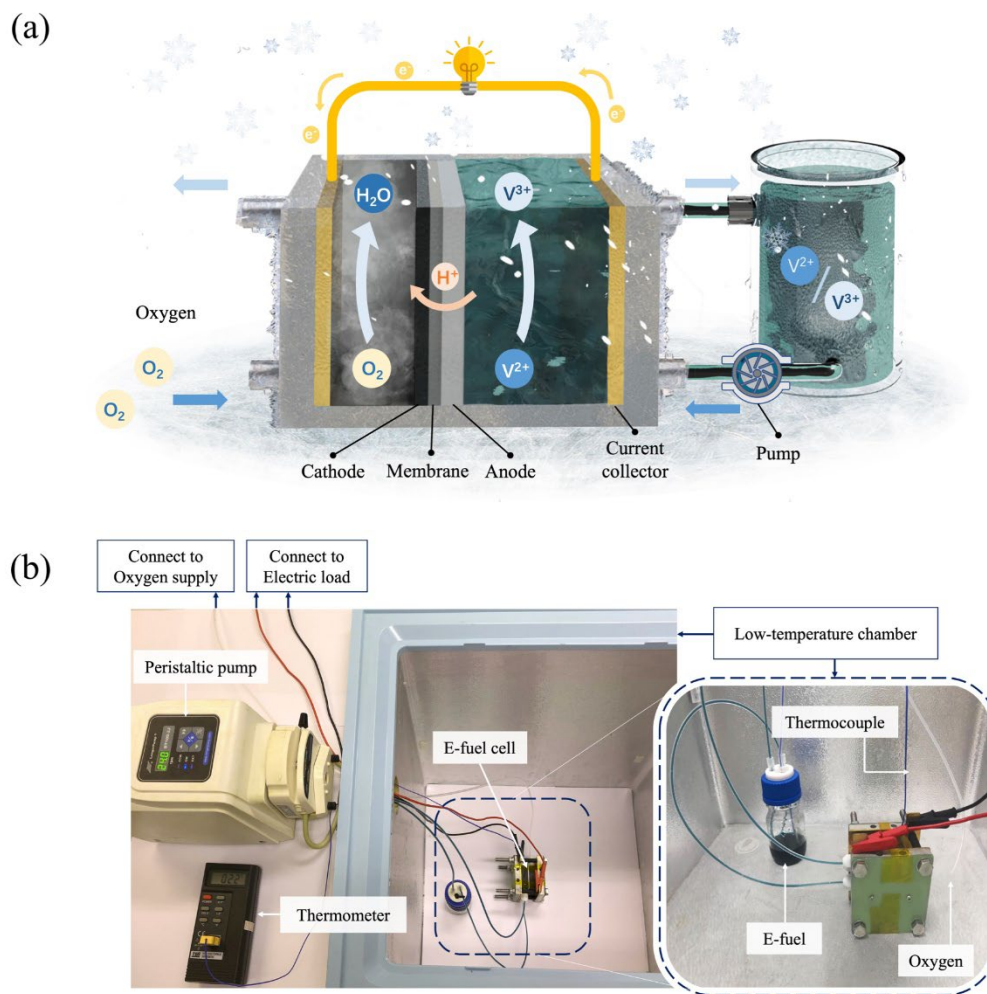 (a)
e⁻
e⁻
e⁻
H₂O
V³⁺
H⁺
V²⁺
/
V³⁺
Oxygen
O₂
O₂
O₂
V²⁺
Cathode
Membrane
Anode
Current
collector
Pump
(b)
Connect to
Oxygen supply
Connect to
Electric load
Low-temperature chamber
Peristaltic pump
Thermocouple
E-fuel cell
Thermometer
E-fuel
Oxygen